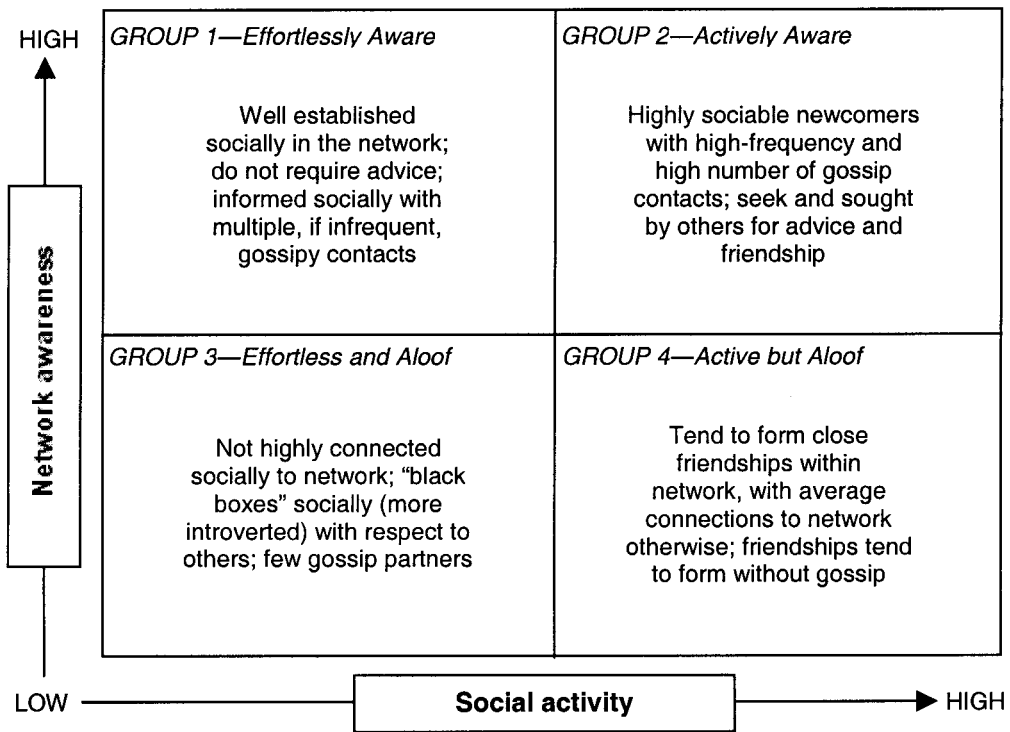 HIGH
GROUP 1—Effortlessly Aware
Well established
socially in the network;
do not require advice;
informed socially with
multiple, if infrequent,
gossipy contacts
GROUP 2—Actively Aware
Highly sociable newcomers
with high-frequency and
high number of gossip
contacts; seek and sought
by others for advice and
friendship
Network awareness
GROUP 3—Effortless and Aloof
Not highly connected
socially to network; “black
boxes” socially (more
introverted) with respect to
others; few gossip partners
GROUP 4—Active but Aloof
Tend to form close
friendships within
network, with average
connections to network
otherwise; friendships tend
to form without gossip
LOW
Social activity
HIGH